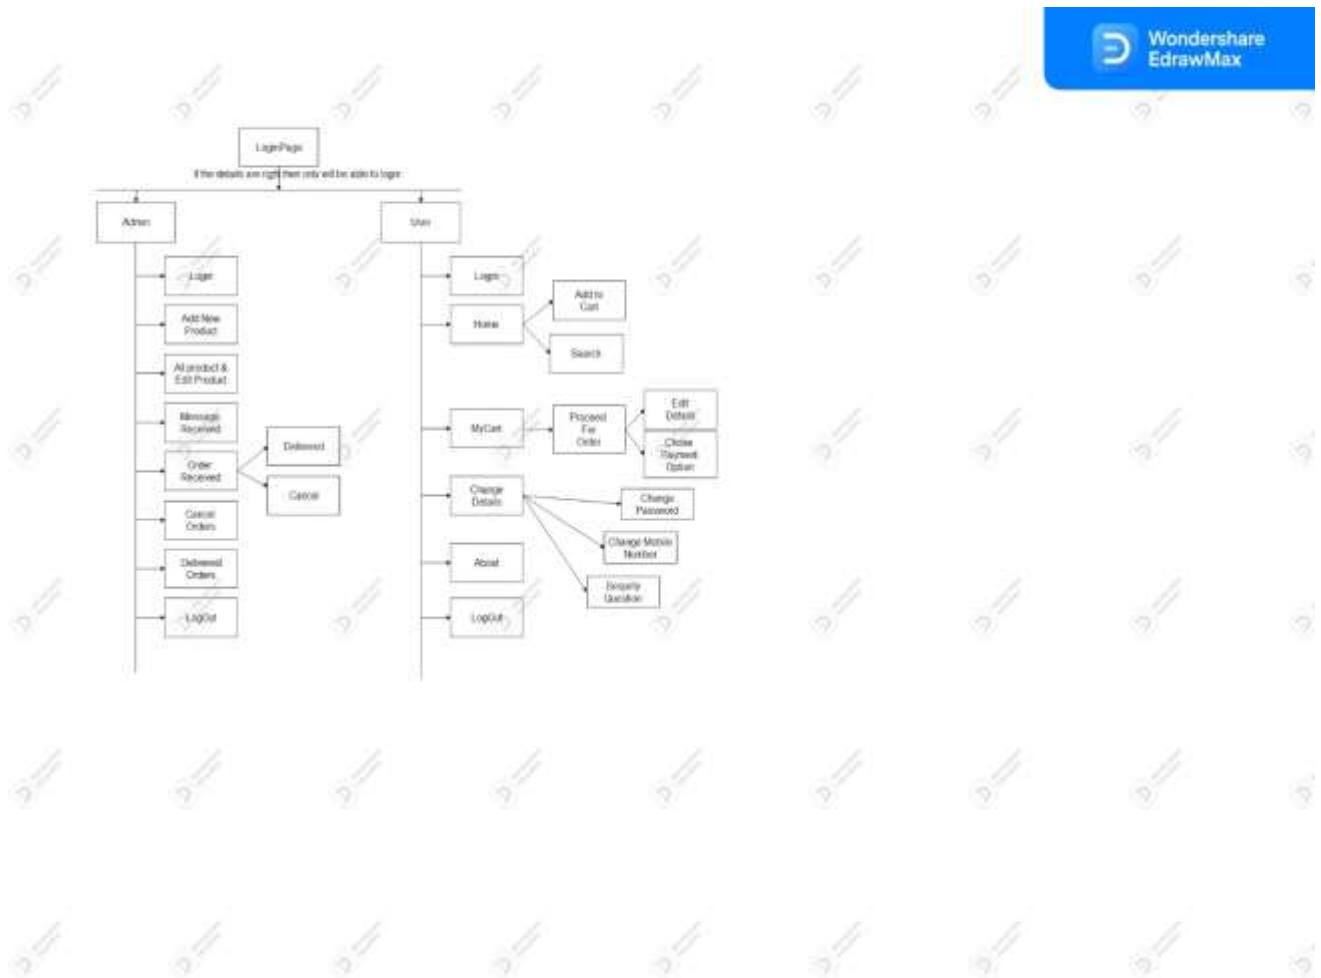 Wondershare
EdrawMax
LoginPage
If the details are right then only will be able to login
Admin
User
Login
Add New
Product
All product &
Edit Product
Message
Received
Order
Received
Delivered
Cancel
Cancel
Orders
Delivered
Orders
LogOut
Login
Home
Add to
Cart
Search
MyCart
Proceed
For
Order
Edit
Details
Payment
Option
Change
Details
Change
Password
Change Mobile
Number
Question
About
LogOut